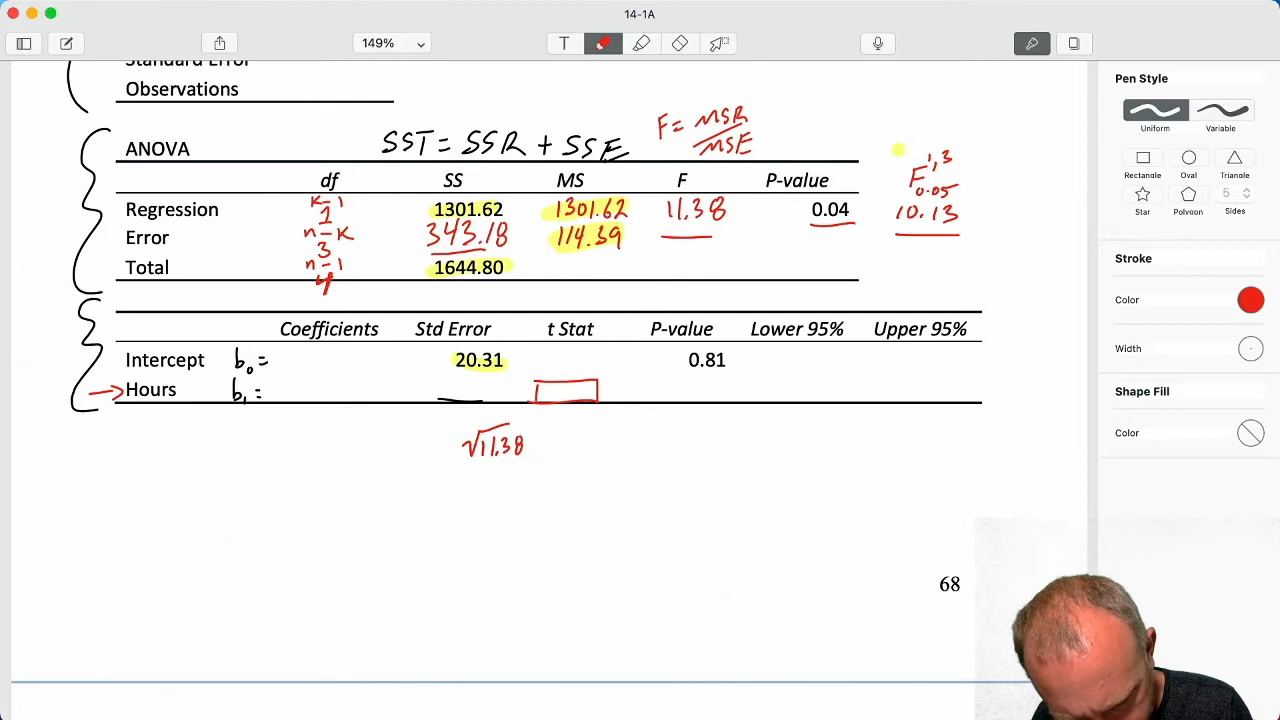 14-1A
149%
T
Pen Style
Uniform
Variable
Rectangle
Oval
Triangle
Star
Polygon
5
Sides
Stroke
Color
Width
Shape Fill
Color
Standard Error
Observations
ANOVA SST = SSR + SSE F = MSR/MSE
df SS MS F P-value
k-1
Regression 1 1301.62 1301.62 11.38 0.04
n-k
Error 3 343.18 114.39
n-1
Total 4 1644.80
F 1,3 0.05
10.13
Coefficients Std Error t Stat P-value Lower 95% Upper 95%
Intercept b₀ = 20.31 0.81
Hours b₁ =
√11.38
68